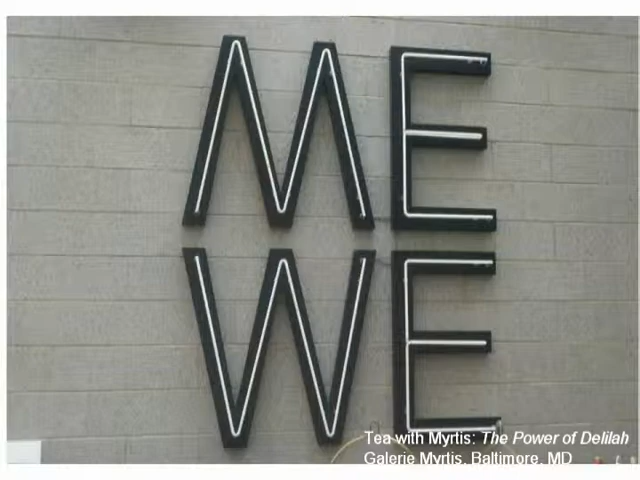 ME
WE
Tea with Myrtis: The Power of Delilah
Galerie Myrtis, Baltimore, MD